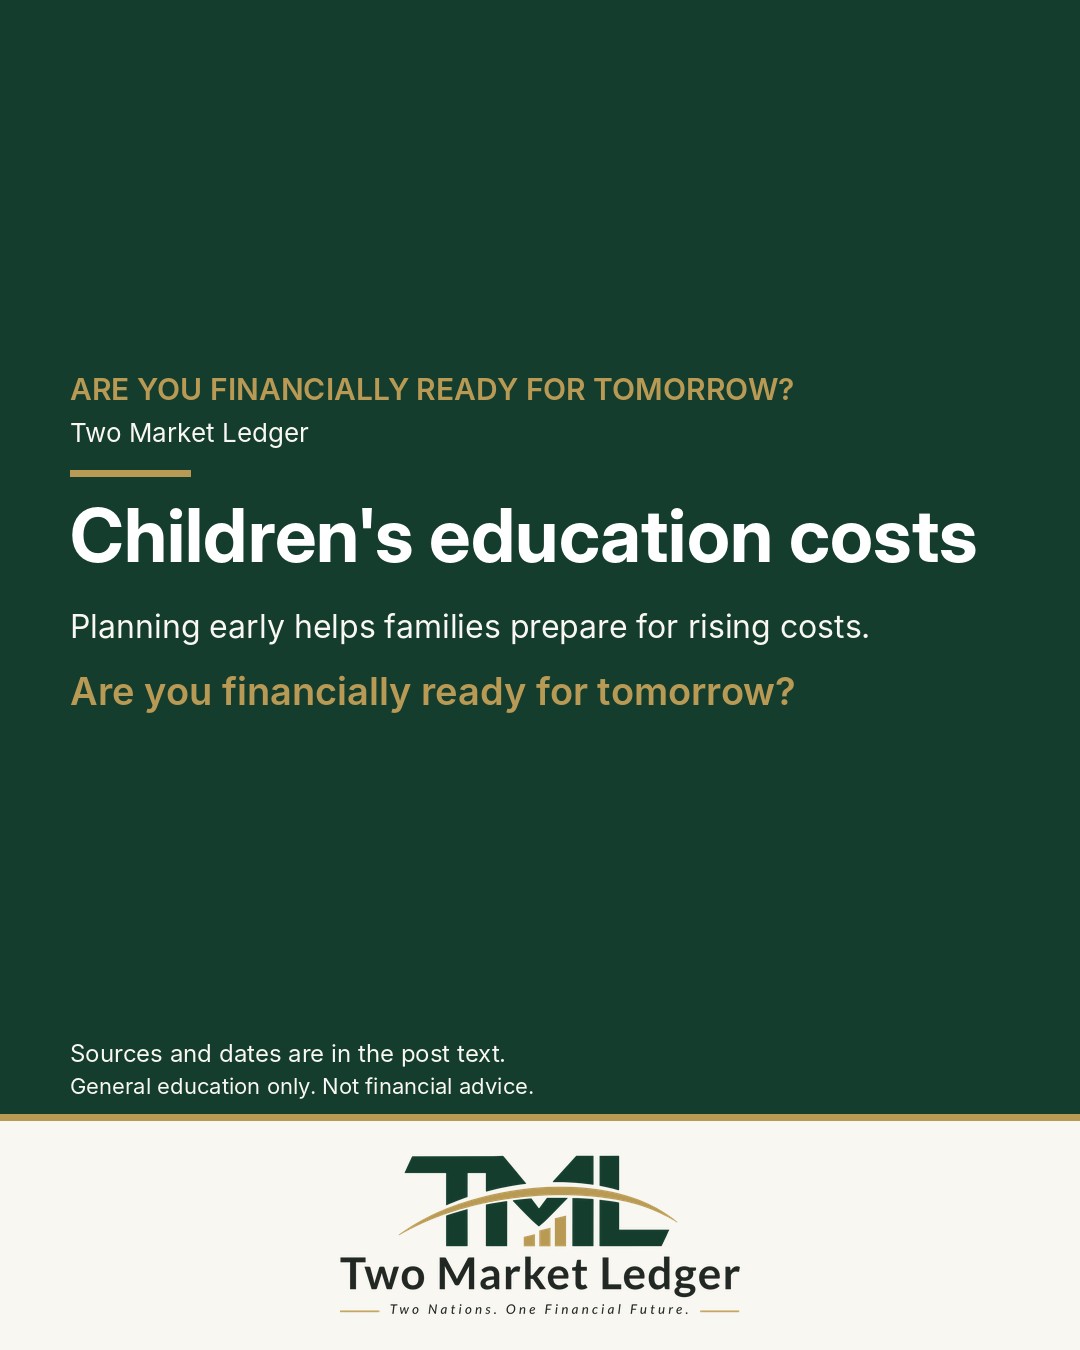 ARE YOU FINANCIALLY READY FOR TOMORROW?
Two Market Ledger
Children's education costs
Planning early helps families prepare for rising costs.
Are you financially ready for tomorrow?
Sources and dates are in the post text.
General education only. Not financial advice.
TML
Two Market Ledger
Two Nations. One Financial Future.